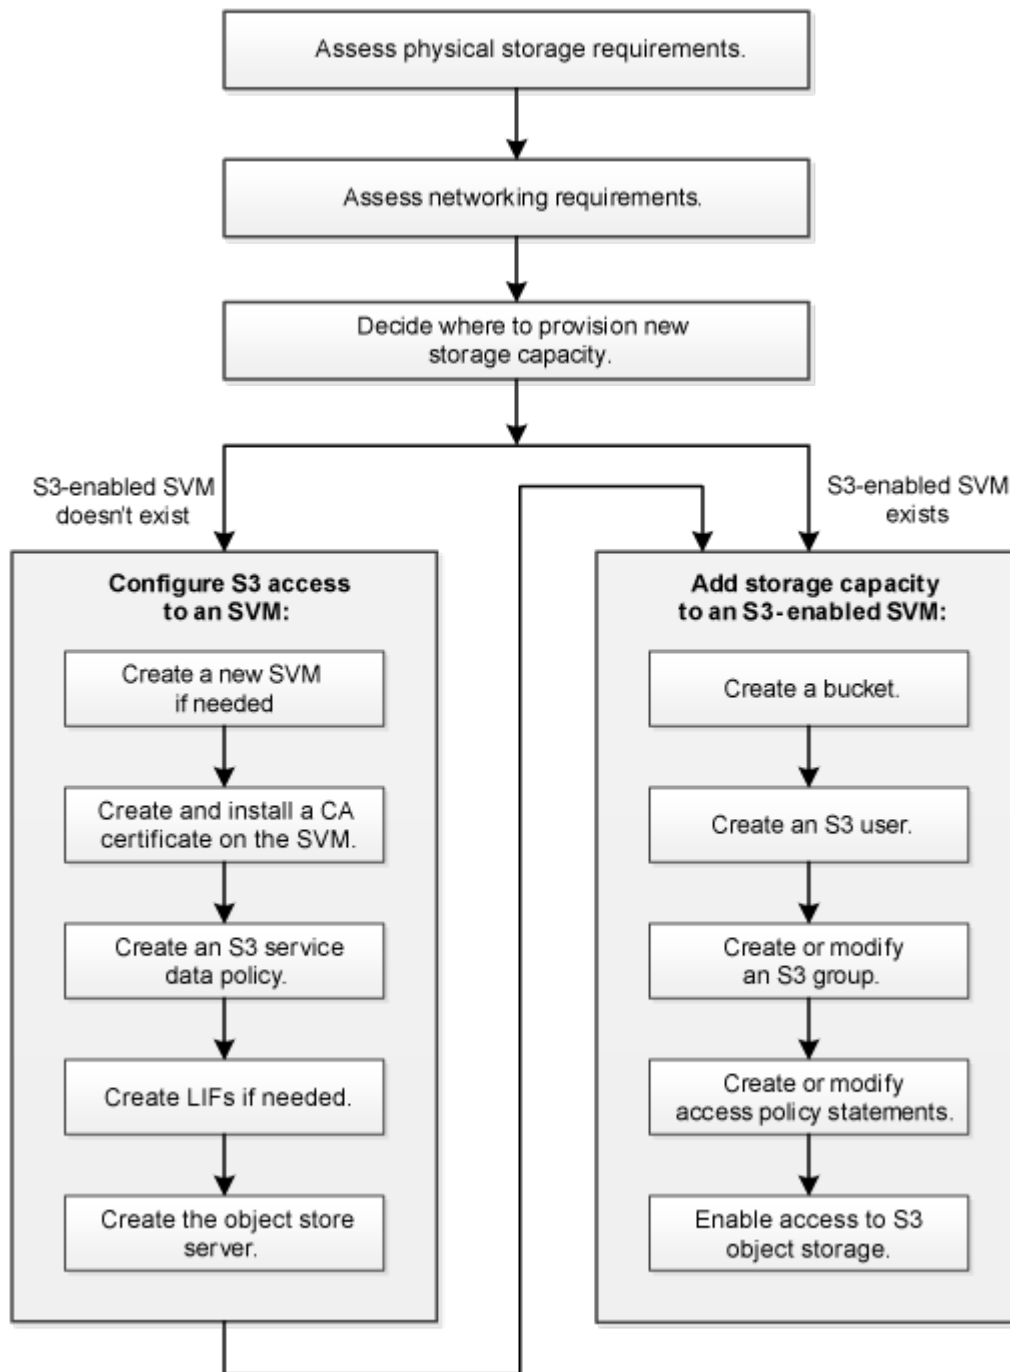 Assess physical storage requirements.
Assess networking requirements.
Decide where to provision new
storage capacity.
S3-enabled SVM
doesn't exist
S3-enabled SVM
exists
Configure S3 access
to an SVM:
Create a new SVM
if needed
Create and install a CA
certificate on the SVM.
Create an S3 service
data policy.
Create LIFs if needed.
Create the object store
server.
Add storage capacity
to an S3-enabled SVM:
Create a bucket.
Create an S3 user.
Create or modify
an S3 group.
Create or modify
access policy statements.
Enable access to S3
object storage.